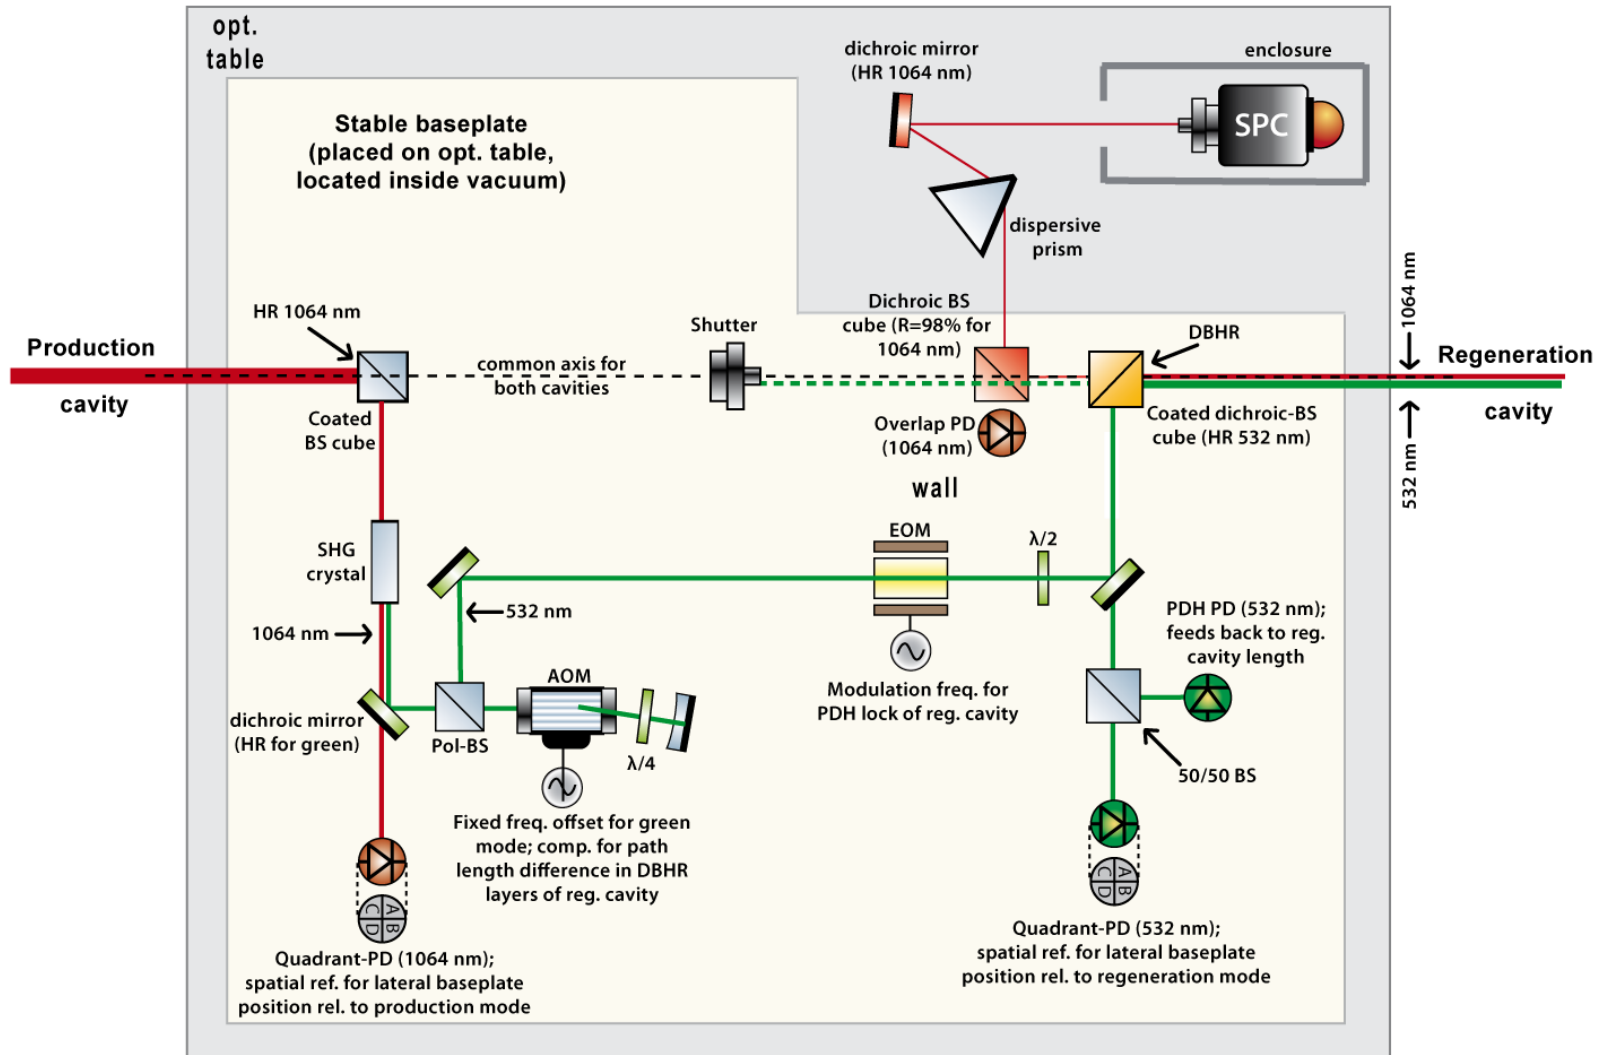 opt.
table
Stable baseplate
(placed on opt. table,
located inside vacuum)
dichroic mirror
(HR 1064 nm)
enclosure
SPC
dispersive
prism
HR 1064 nm
Production
cavity
Coated
BS cube
common axis for
both cavities
Shutter
Dichroic BS
cube (R=98% for
1064 nm)
DBHR
1064 nm
Regeneration
cavity
532 nm
Overlap PD
(1064 nm)
Coated dichroic-BS
cube (HR 532 nm)
wall
SHG
crystal
1064 nm
532 nm
EOM
λ/2
Modulation freq. for
PDH lock of reg. cavity
PDH PD (532 nm);
feeds back to reg.
cavity length
dichroic mirror
(HR for green)
Pol-BS
AOM
λ/4
50/50 BS
Fixed freq. offset for green
mode; comp. for path
length difference in DBHR
layers of reg. cavity
A B
C D
Quadrant-PD (1064 nm);
spatial ref. for lateral baseplate
position rel. to production mode
A B
C D
Quadrant-PD (532 nm);
spatial ref. for lateral baseplate
position rel. to regeneration mode